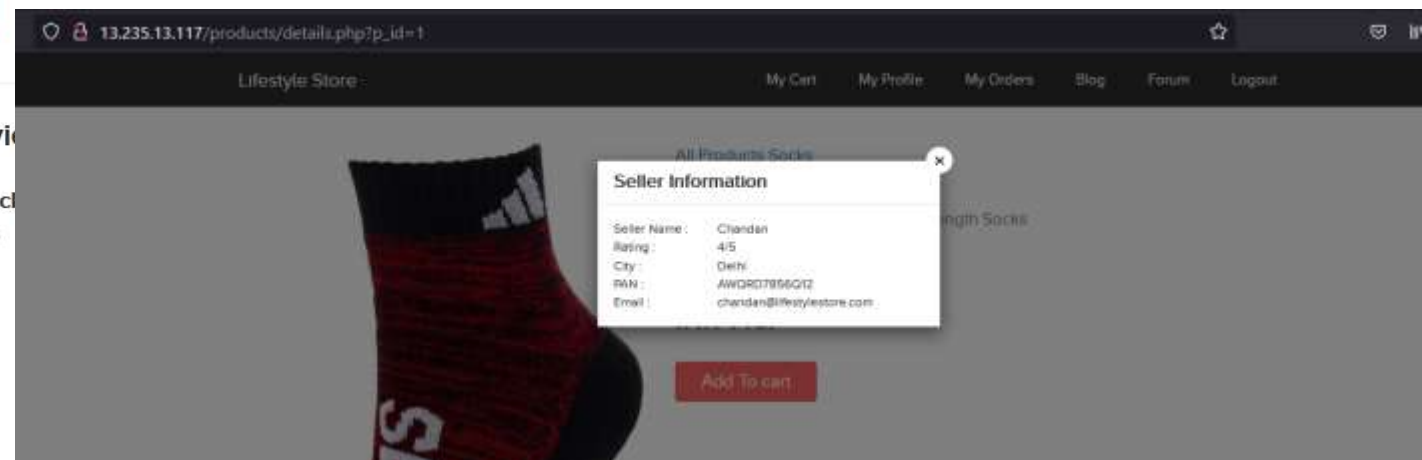 13.235.13.117/products/details.php?p_id=1
Lifestyle Store My Cart My Profile My Orders Blog Forum Logout
All Products Socks
Seller Information
ngth Socks
Seller Name : Chandan
Rating : 4/5
City : Delhi
PAN :
Email : chandan@lifestylestore.com
Add To cart